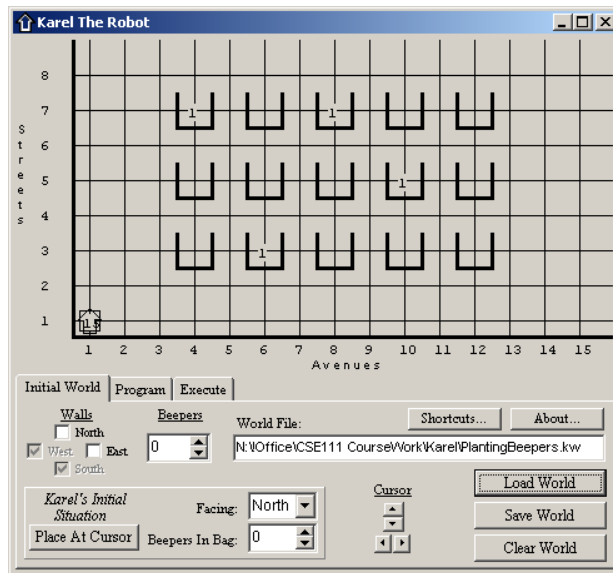 Karel The Robot
8
7
1
1
S
t
r
e
e
t
s
6
5
1
4
3
1
2
1
15
1 2 3 4 5 6 7 8 9 10 11 12 13 14 15
Avenues
Initial World Program Execute
Walls
North
West East
South
Beepers
0
World File:
Shortcuts...
About...
N:\IOffice\CSE111 CourseWork\Karel\PlantingBeepers.kw
Karel's Initial
Situation
Place At Cursor
Facing: North
Beepers In Bag: 0
Cursor
Load World
Save World
Clear World